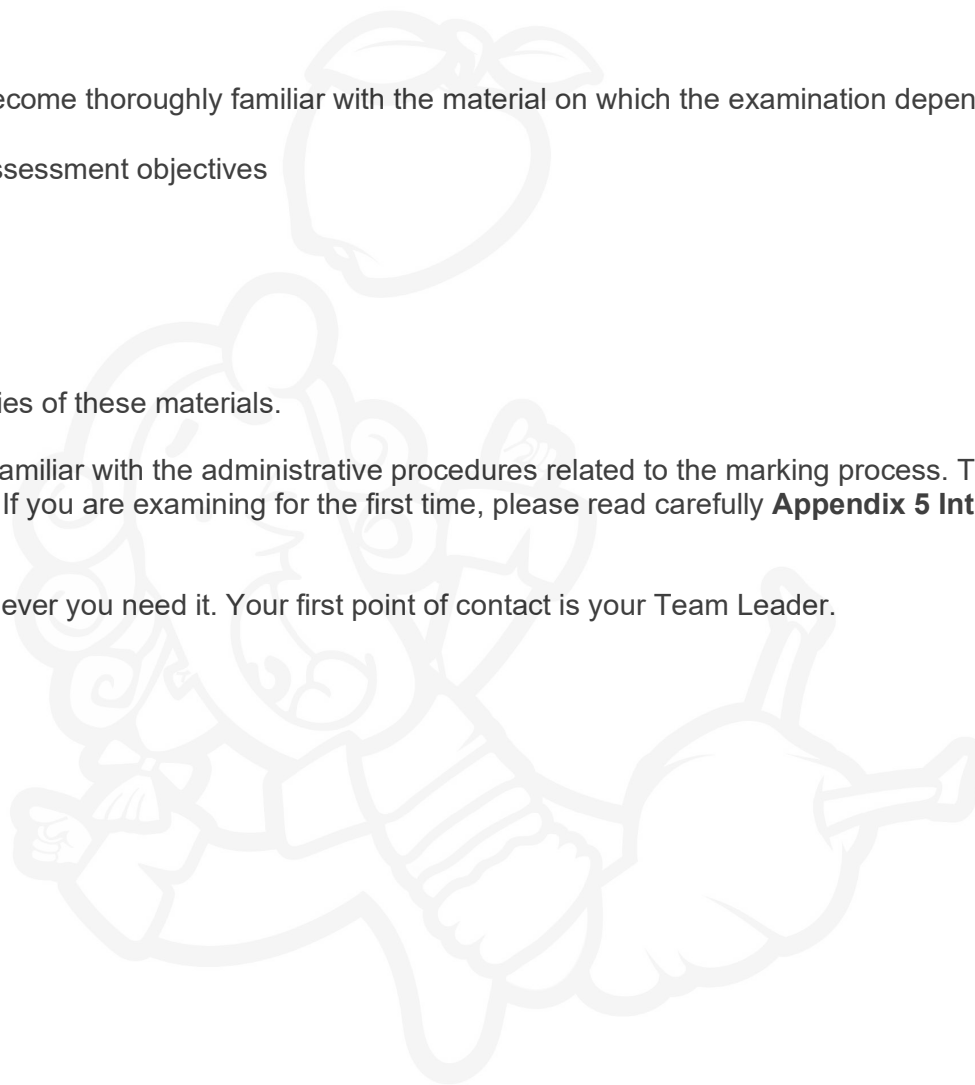 ecome thoroughly familiar with the material on which the examination depen
ssessment objectives
ies of these materials.
amiliar with the administrative procedures related to the marking process. T
If you are examining for the first time, please read carefully Appendix 5 Int
ever you need it. Your first point of contact is your Team Leader.